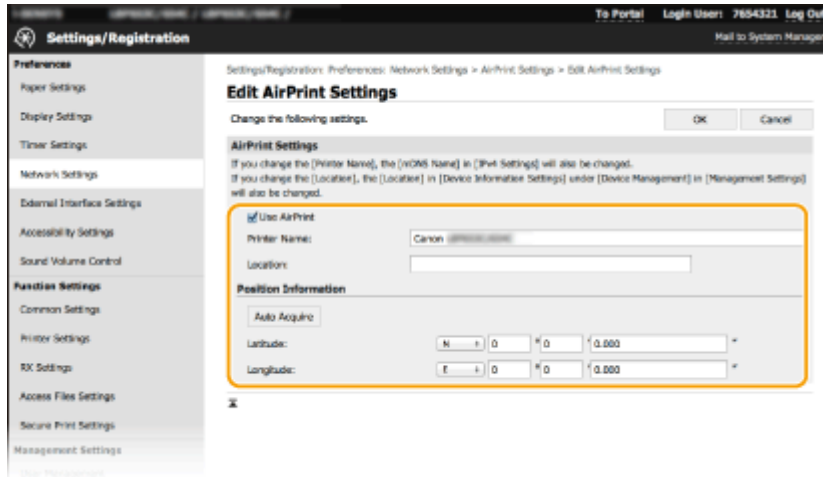 To Portal Login User: 7654321 Log Out
Settings/Registration
Mail to System Manager
Preferences
Paper Settings
Display Settings
Timer Settings
Network Settings
External Interface Settings
Accessibility Settings
Sound Volume Control
Function Settings
Common Settings
Printer Settings
RX Settings
Access Files Settings
Secure Print Settings
Management Settings
User Management
Settings/Registration: Preferences: Network Settings > AirPrint Settings > Edit AirPrint Settings
Edit AirPrint Settings
Change the following settings.
OK
Cancel
AirPrint Settings
If you change the [Printer Name], the [mDNS Name] in [IPv4 Settings] will also be changed.
If you change the [Location], the [Location] in [Device Information Settings] under [Device Management] in [Management Settings]
will also be changed.
Use AirPrint
Printer Name: Canon
Location:
Position Information
Auto Acquire
Latitude: N 0 ° 0 ' 0.000 "
Longitude: E 0 ° 0 ' 0.000 "